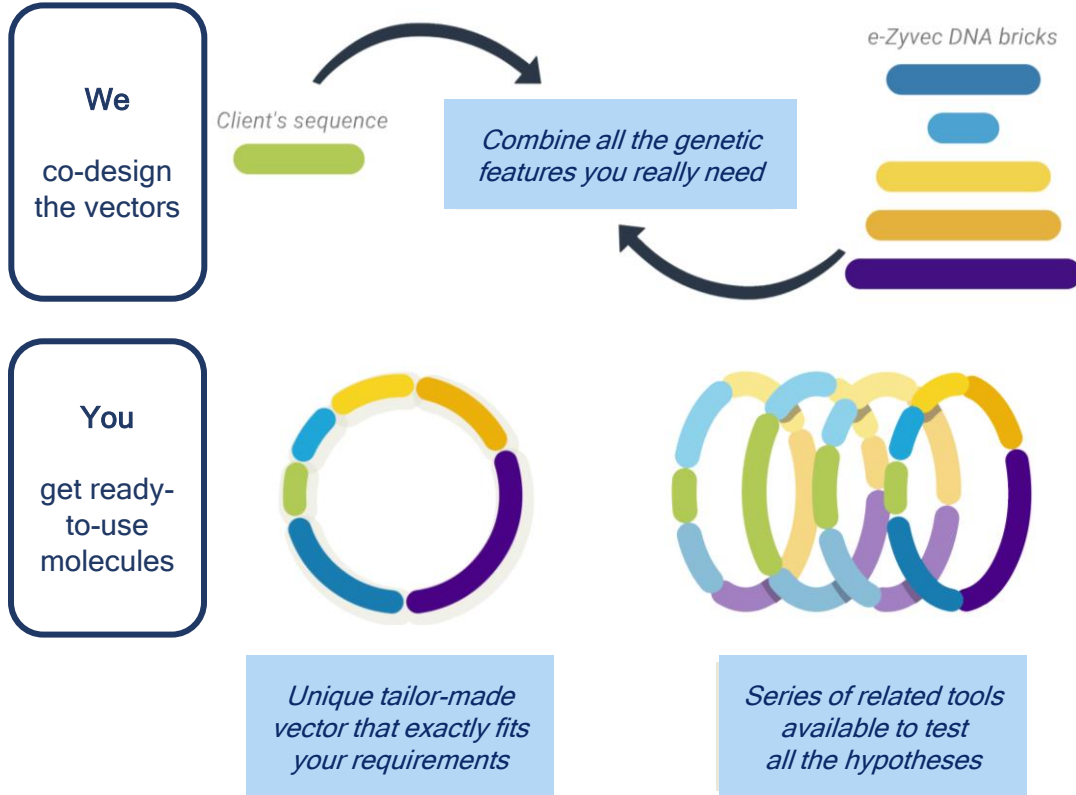 We
co-design
the vectors
Client's sequence
Combine all the genetic
features you really need
e-Zyvec DNA bricks
You
get ready-
to-use
molecules
Unique tailor-made
vector that exactly fits
your requirements
Series of related tools
available to test
all the hypotheses